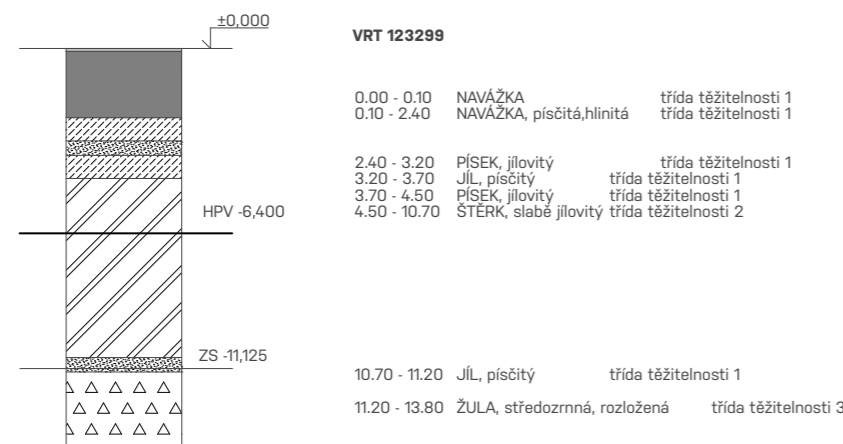 ±0,000
VRT 123299
0.00 - 0.10 NAVÁŽKA třída těžitelnosti 1
0.10 - 2.40 NAVÁŽKA, písčitá,hlinitá třída těžitelnosti 1
2.40 - 3.20 PÍSEK, jílovitý třída těžitelnosti 1
3.20 - 3.70 JÍL, písčitý třída těžitelnosti 1
3.70 - 4.50 PÍSEK, jílovitý třída těžitelnosti 1
4.50 - 10.70 ŠTĚRK, slabě jílovitý třída těžitelnosti 2
HPV -6,400
ZS -11,125
10.70 - 11.20 JÍL, písčitý třída těžitelnosti 1
11.20 - 13.80 ŽULA, středozrnná, rozložená třída těžitelnosti 3